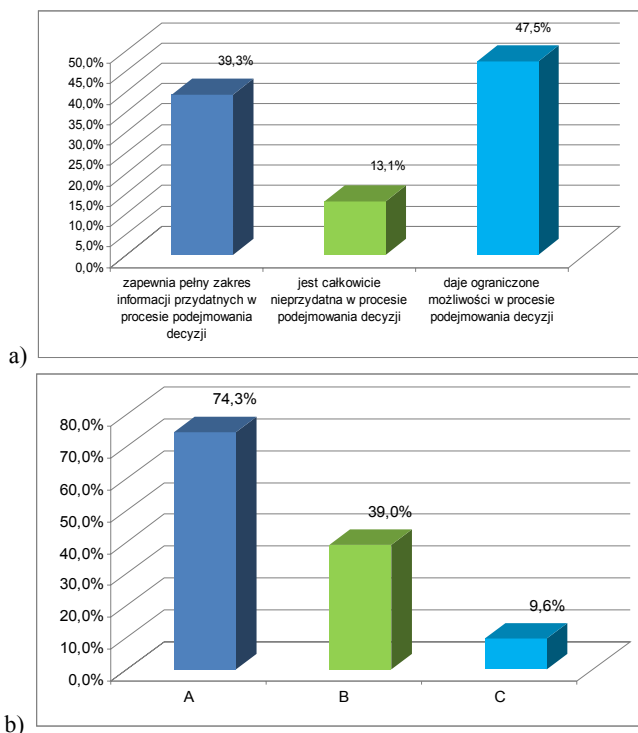 50,0%
45,0%
40,0%
35,0%
30,0%
25,0%
20,0%
15,0%
10,0%
5,0%
0,0%
39,3%
13,1%
47,5%
zapewnia pełny zakres
informacji przydatnych w
procesie podejmowania
decyzji
jest całkowicie
nieprzydatna w procesie
podejmowania decyzji
daje ograniczone
możliwości w procesie
podejmowania decyzji
a)
80,0%
70,0%
60,0%
50,0%
40,0%
30,0%
20,0%
10,0%
0,0%
74,3%
39,0%
9,6%
A
B
C
b)